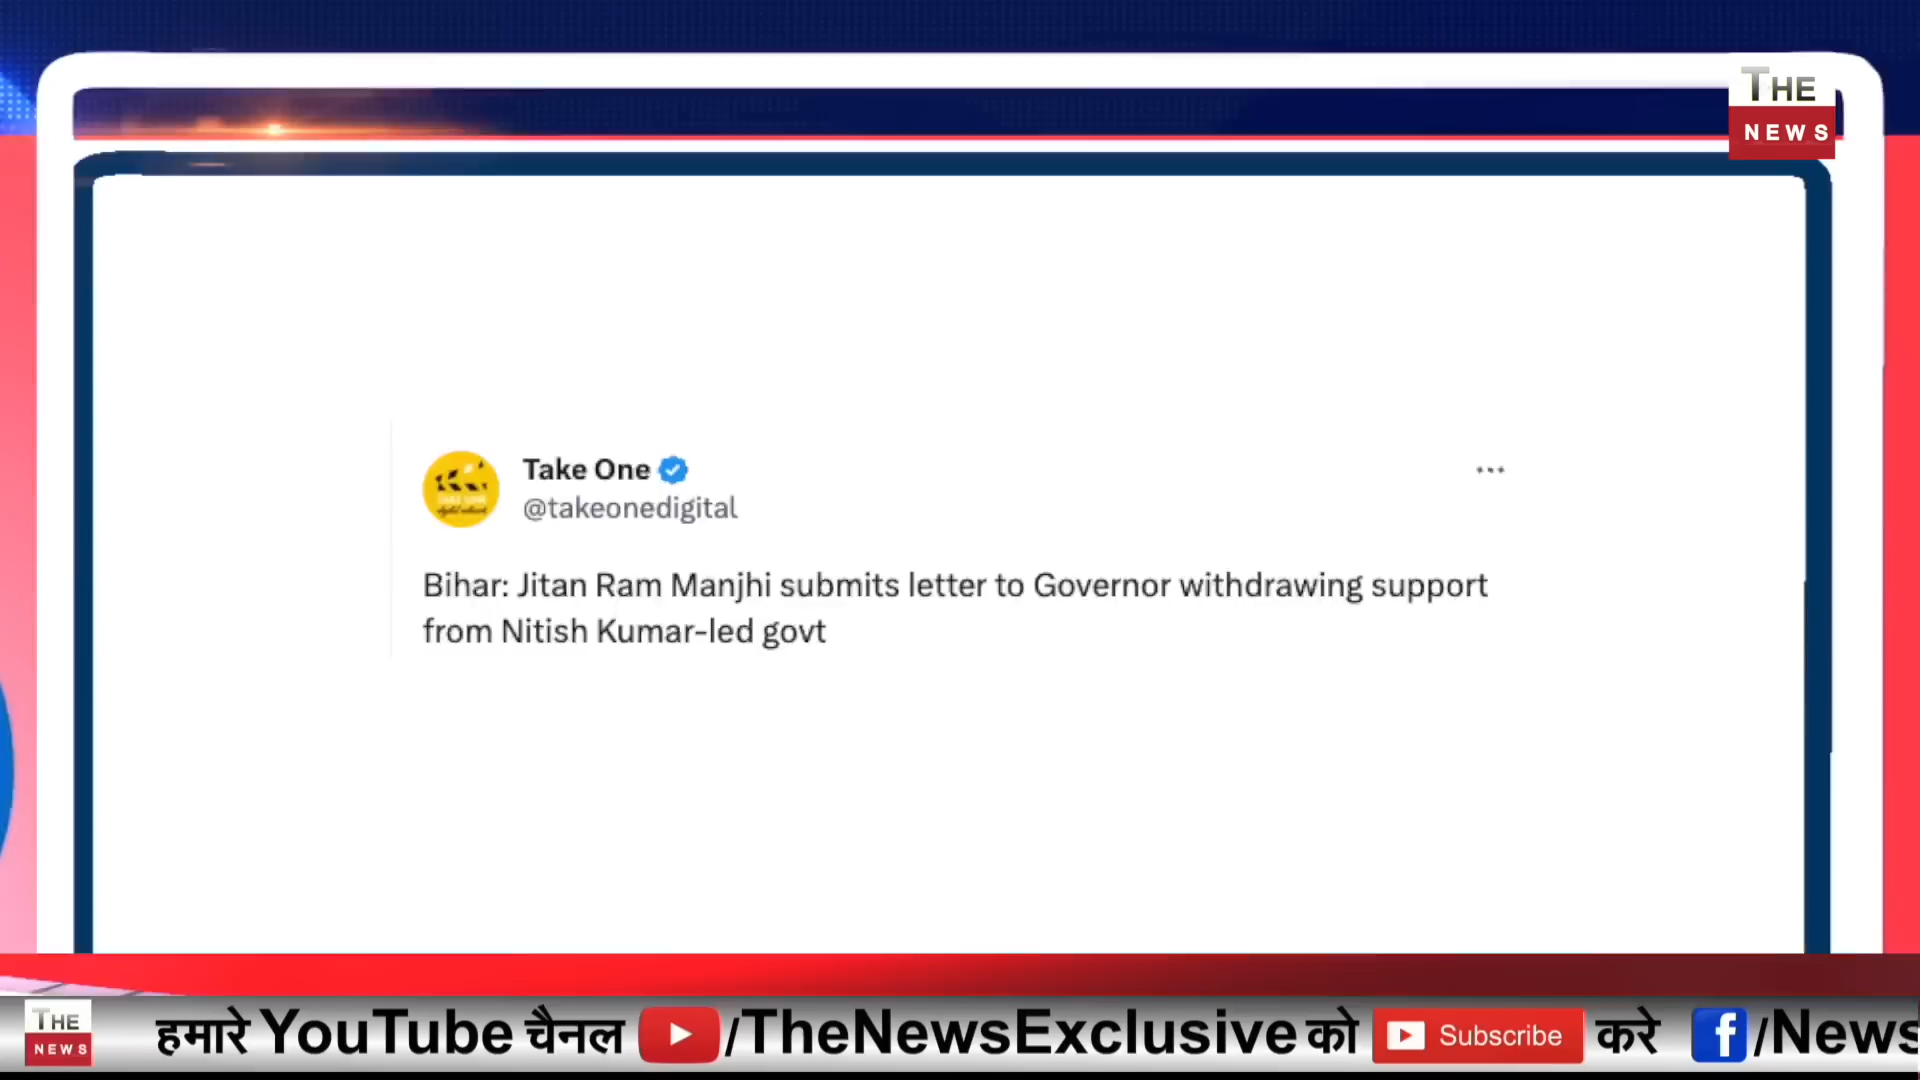 THE
NEWS
Take One
@takeonedigital
Bihar: Jitan Ram Manjhi submits letter to Governor withdrawing support
from Nitish Kumar-led govt
THE
NEWS
हमारे YouTube चैनल /TheNewsExclusive को Subscribe करे f/News